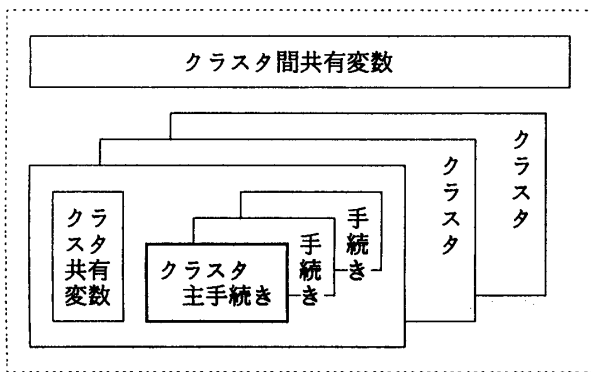 クラスタ間共有変数
クラ
スタ
共有
変数
クラスタ
主手続き
手続き
手続き
クラスタ
クラスタ